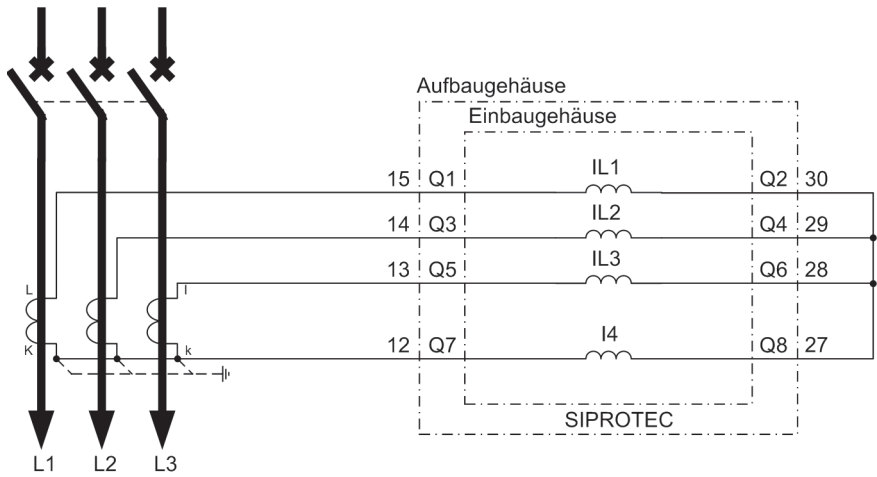 Aufbaugehäuse
Einbaugehäuse
15 Q1 IL1 Q2 30
14 Q3 IL2 Q4 29
13 Q5 IL3 Q6 28
L l
K k
12 Q7 I4 Q8 27
SIPROTEC
L1 L2 L3